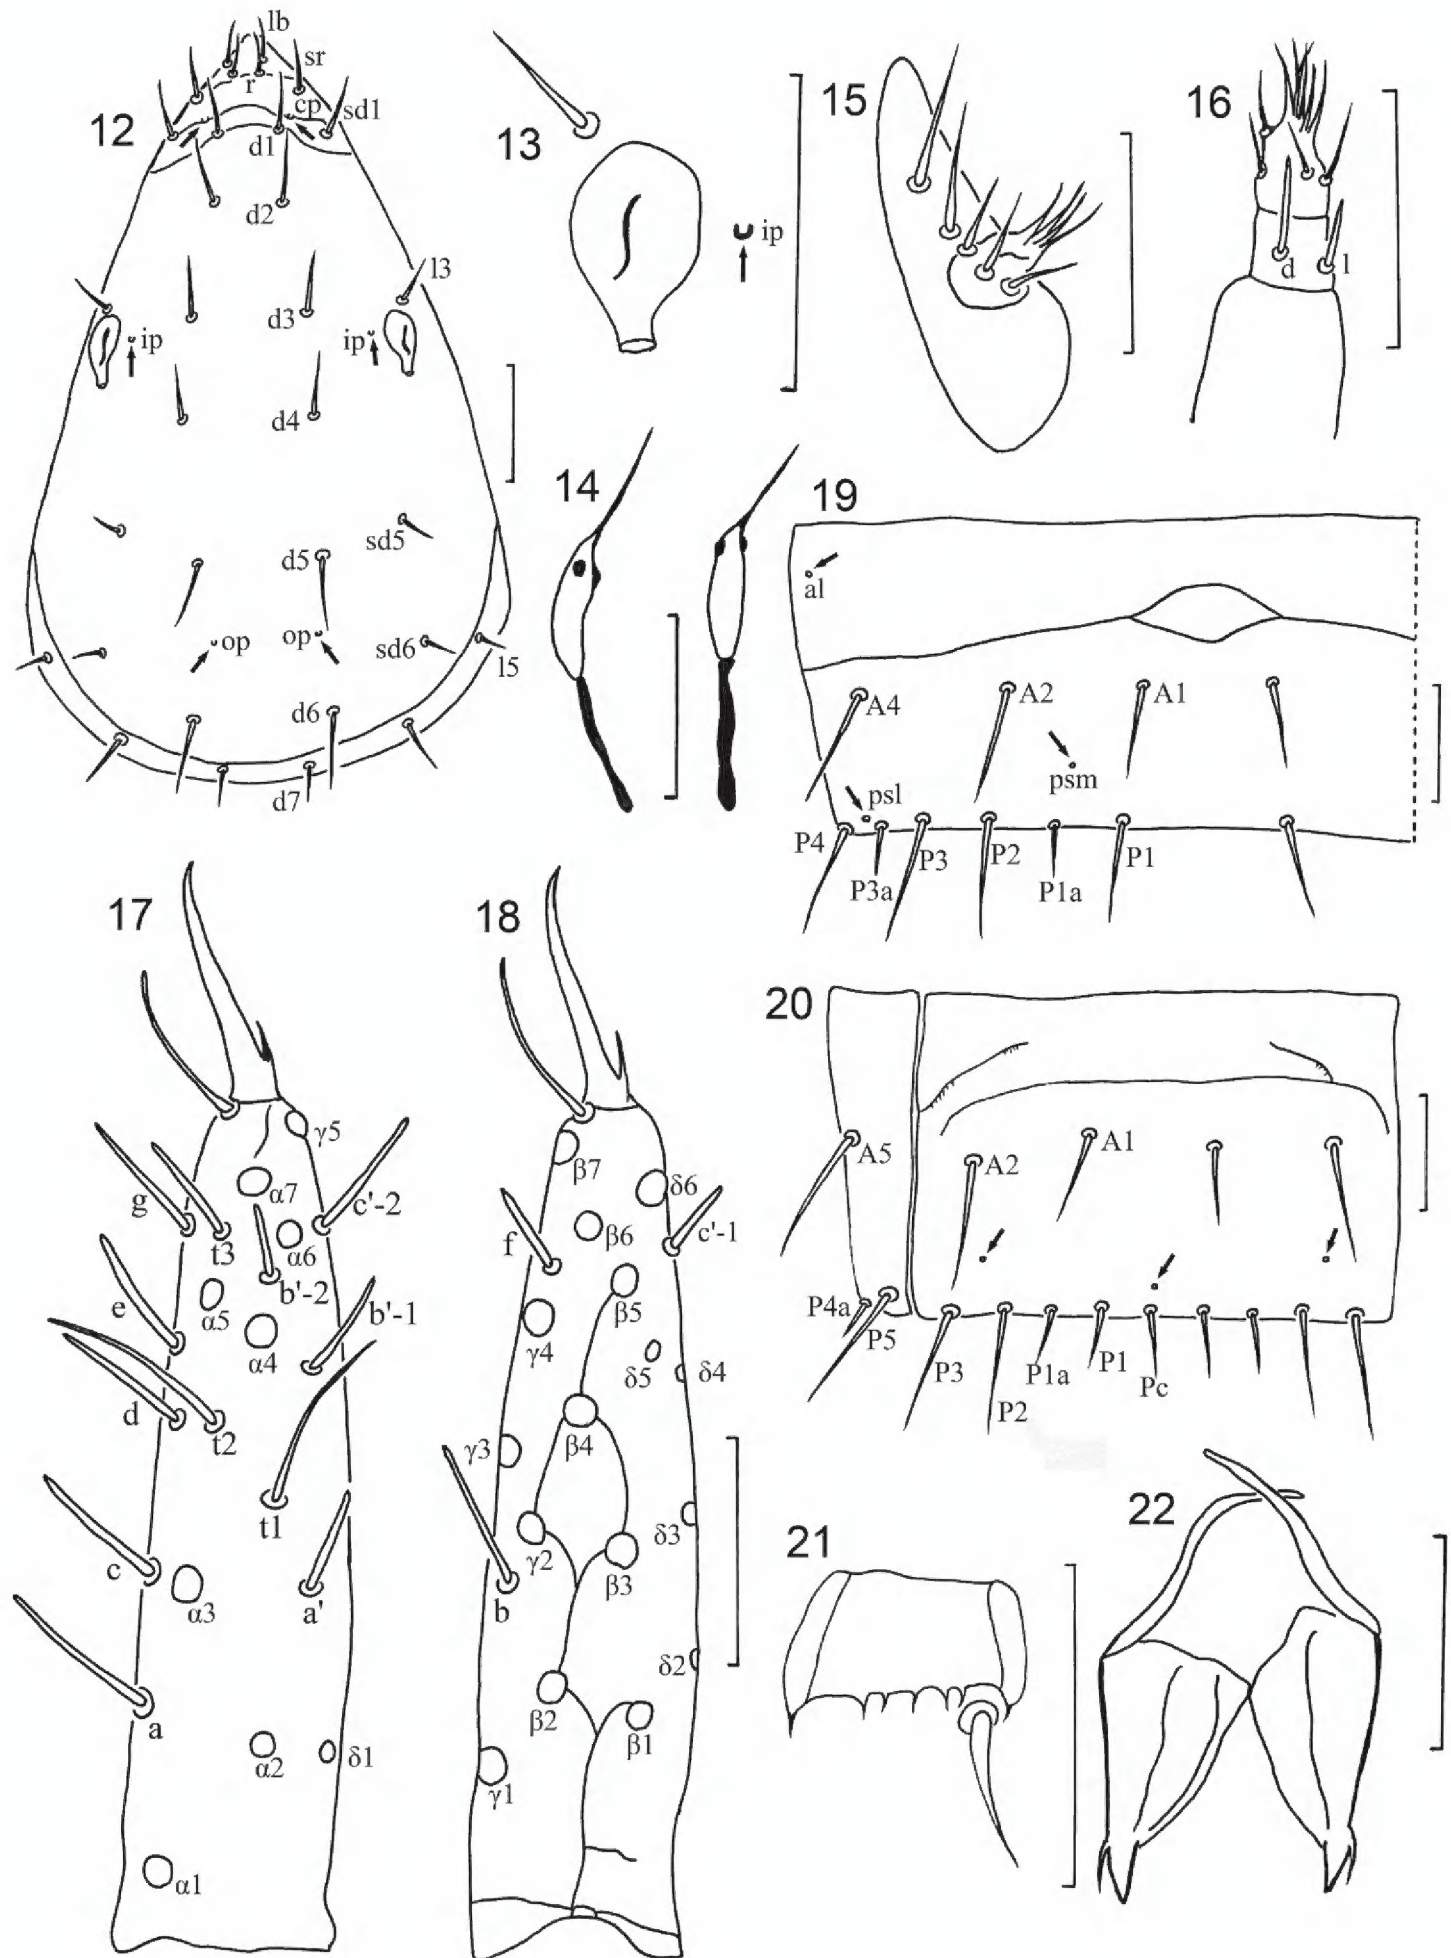 12
lb
sr
r
cp
sd1
d1
d2
l3
d3
ip
ip
d4
sd5
d5
op
op
sd6
l5
d6
d7
13
ip
14
15
16
d
l
19
al
A4
A2
A1
psm
psl
P4
P3a
P3
P2
P1a
P1
17
γ5
α7
g
t3
α6
c'-2
b'-2
e
α5
b'-1
α4
d
t2
t1
c
α3
a'
a
α2
δ1
α1
18
β7
δ6
f
β6
c'-1
β5
γ4
δ5
δ4
γ3
β4
γ2
β3
δ3
b
δ2
β2
β1
γ1
20
A5
A2
A1
P4a
P5
P3
P2
P1a
P1
Pc
21
22